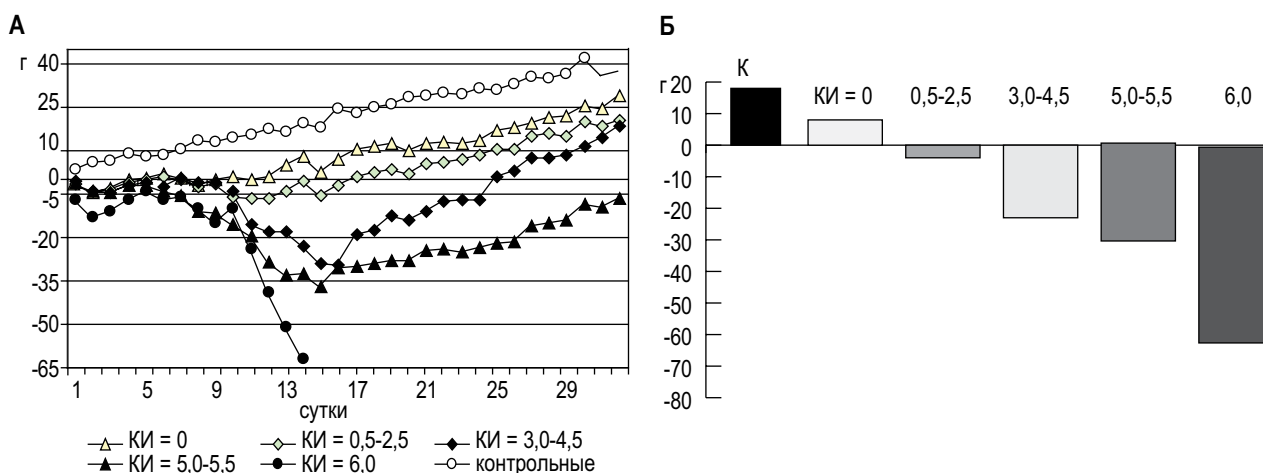 А
г
40
25
10
0
-5
-20
-35
-50
-65
1 5 9 13 17 21 25 29
сутки
КИ = 0 КИ = 0,5-2,5 КИ = 3,0-4,5
КИ = 5,0-5,5 КИ = 6,0 контрольные
Б
г
20
10
0
-10
-20
-30
-40
-50
-60
-70
-80
К
КИ = 0 0,5-2,5 3,0-4,5 5,0-5,5 6,0